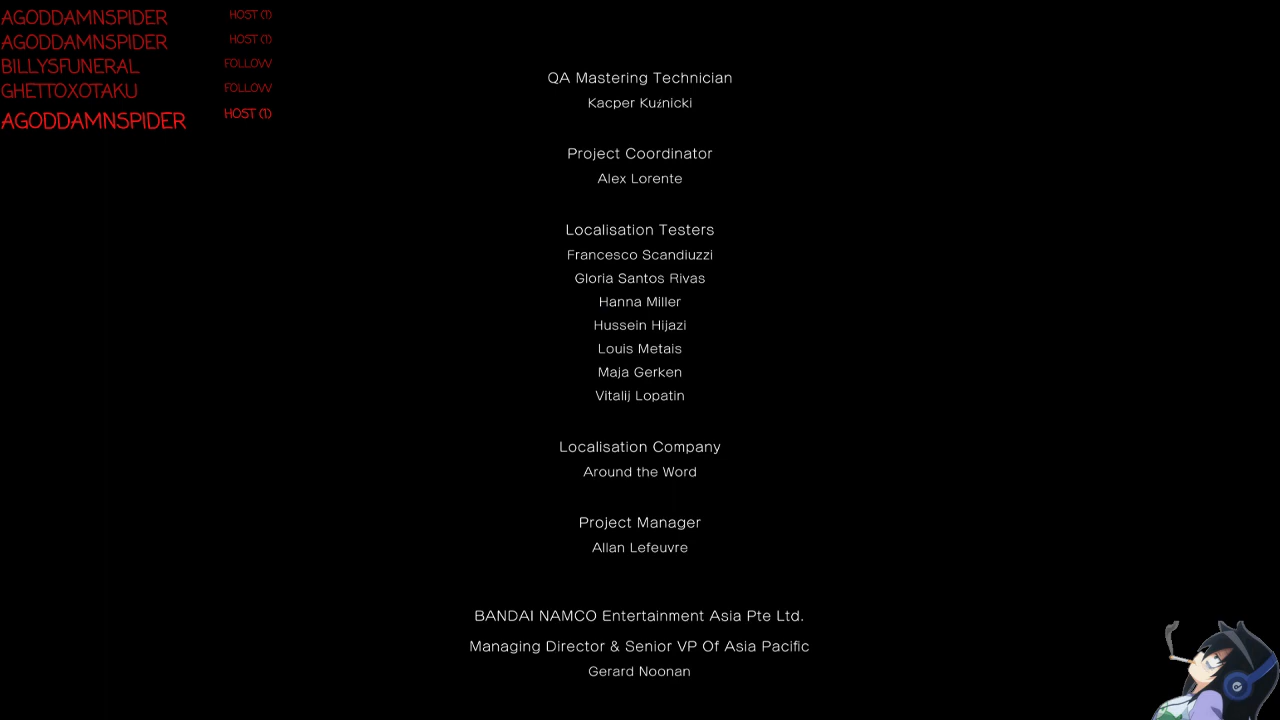 AGODDAMNSPIDER HOST (1)
AGODDAMNSPIDER HOST (1)
BILLYSFUNERAL FOLLOW
GHETTOXOTAKU FOLLOW
AGODDAMNSPIDER HOST (1)
QA Mastering Technician
Kacper Kuźnicki
Project Coordinator
Alex Lorente
Localisation Testers
Francesco Scandiuzzi
Gloria Santos Rivas
Hanna Miller
Hussein Hijazi
Louis Metais
Maja Gerken
Vitalij Lopatin
Localisation Company
Around the Word
Project Manager
Allan Lefeuvre
BANDAI NAMCO Entertainment Asia Pte Ltd.
Managing Director & Senior VP Of Asia Pacific
Gerard Noonan